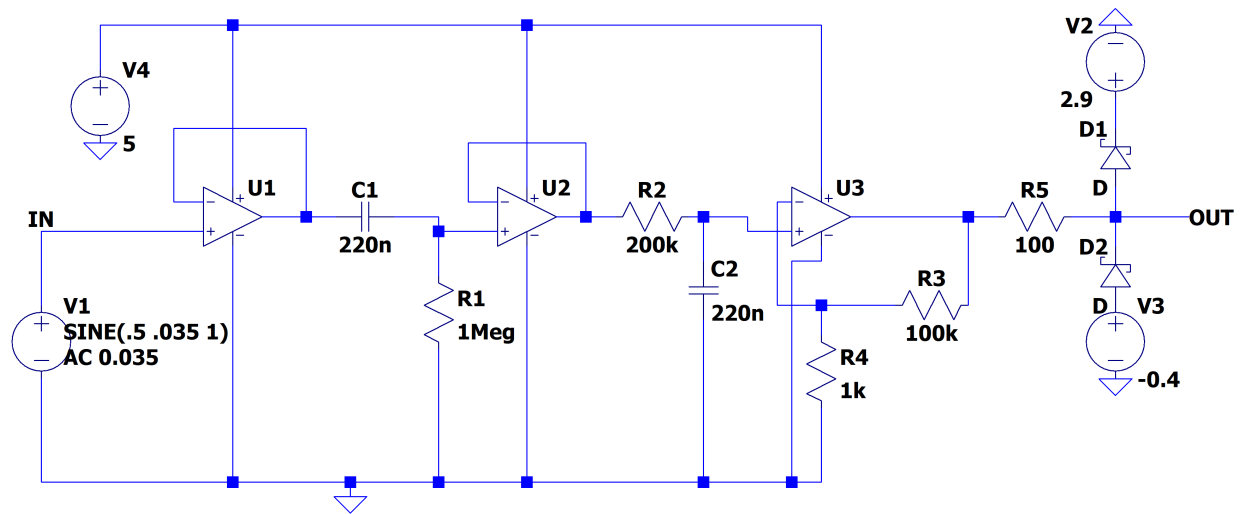 V2
V4
2.9
5
D1
U1
C1
U2
R2
U3
R5
D
IN
OUT
220n
200k
100
D2
C2
V1
R1
R3
D
V3
SINE(.5 .035 1)
1Meg
220n
100k
AC 0.035
R4
-0.4
1k